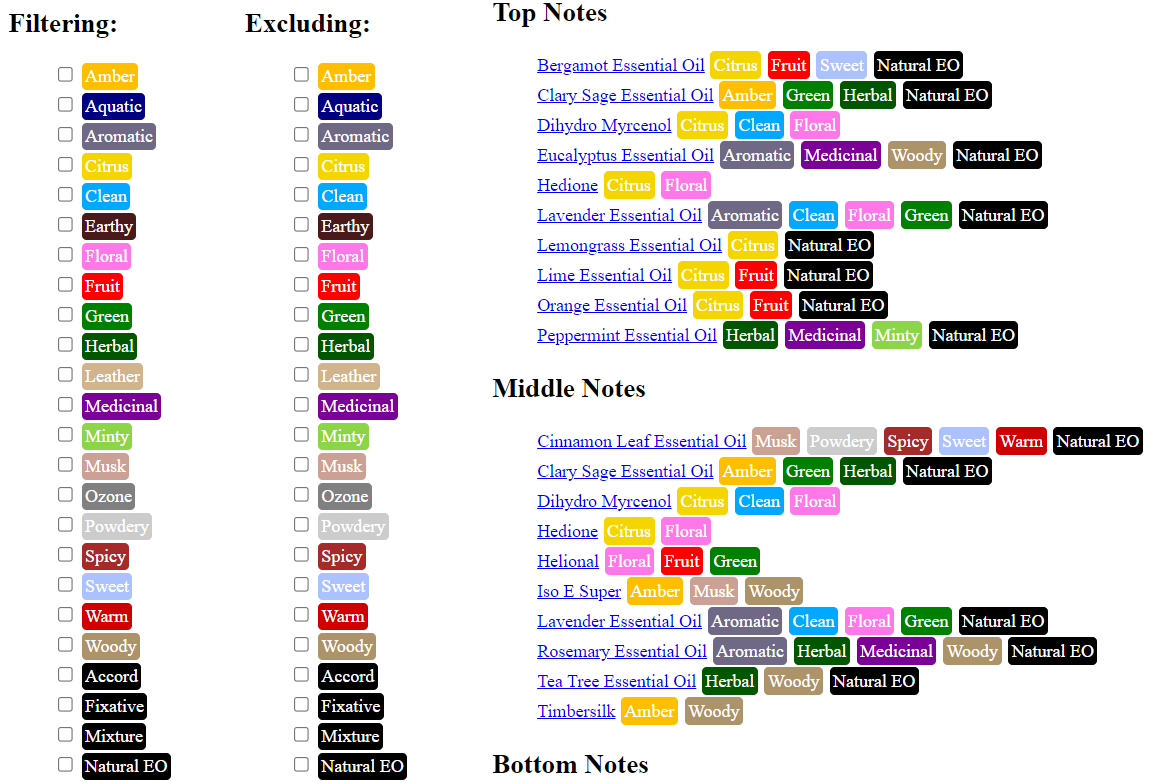 Filtering:
Amber
Aquatic
Aromatic
Citrus
Clean
Earthy
Floral
Fruit
Green
Herbal
Leather
Medicinal
Minty
Musk
Ozone
Powdery
Spicy
Sweet
Warm
Woody
Accord
Fixative
Mixture
Natural EO
Excluding:
Amber
Aquatic
Aromatic
Citrus
Clean
Earthy
Floral
Fruit
Green
Herbal
Leather
Medicinal
Minty
Musk
Ozone
Powdery
Spicy
Sweet
Warm
Woody
Accord
Fixative
Mixture
Natural EO
Top Notes
Bergamot Essential Oil Citrus Fruit Sweet Natural EO
Clary Sage Essential Oil Amber Green Herbal Natural EO
Dihydro Myrcenol Citrus Clean Floral
Eucalyptus Essential Oil Aromatic Medicinal Woody Natural EO
Hedione Citrus Floral
Lavender Essential Oil Aromatic Clean Floral Green Natural EO
Lemongrass Essential Oil Citrus Natural EO
Lime Essential Oil Citrus Fruit Natural EO
Orange Essential Oil Citrus Fruit Natural EO
Peppermint Essential Oil Herbal Medicinal Minty Natural EO
Middle Notes
Cinnamon Leaf Essential Oil Musk Powdery Spicy Sweet Warm Natural EO
Clary Sage Essential Oil Amber Green Herbal Natural EO
Dihydro Myrcenol Citrus Clean Floral
Hedione Citrus Floral
Helional Floral Fruit Green
Iso E Super Amber Musk Woody
Lavender Essential Oil Aromatic Clean Floral Green Natural EO
Rosemary Essential Oil Aromatic Herbal Medicinal Woody Natural EO
Tea Tree Essential Oil Herbal Woody Natural EO
Timbersilk Amber Woody
Bottom Notes